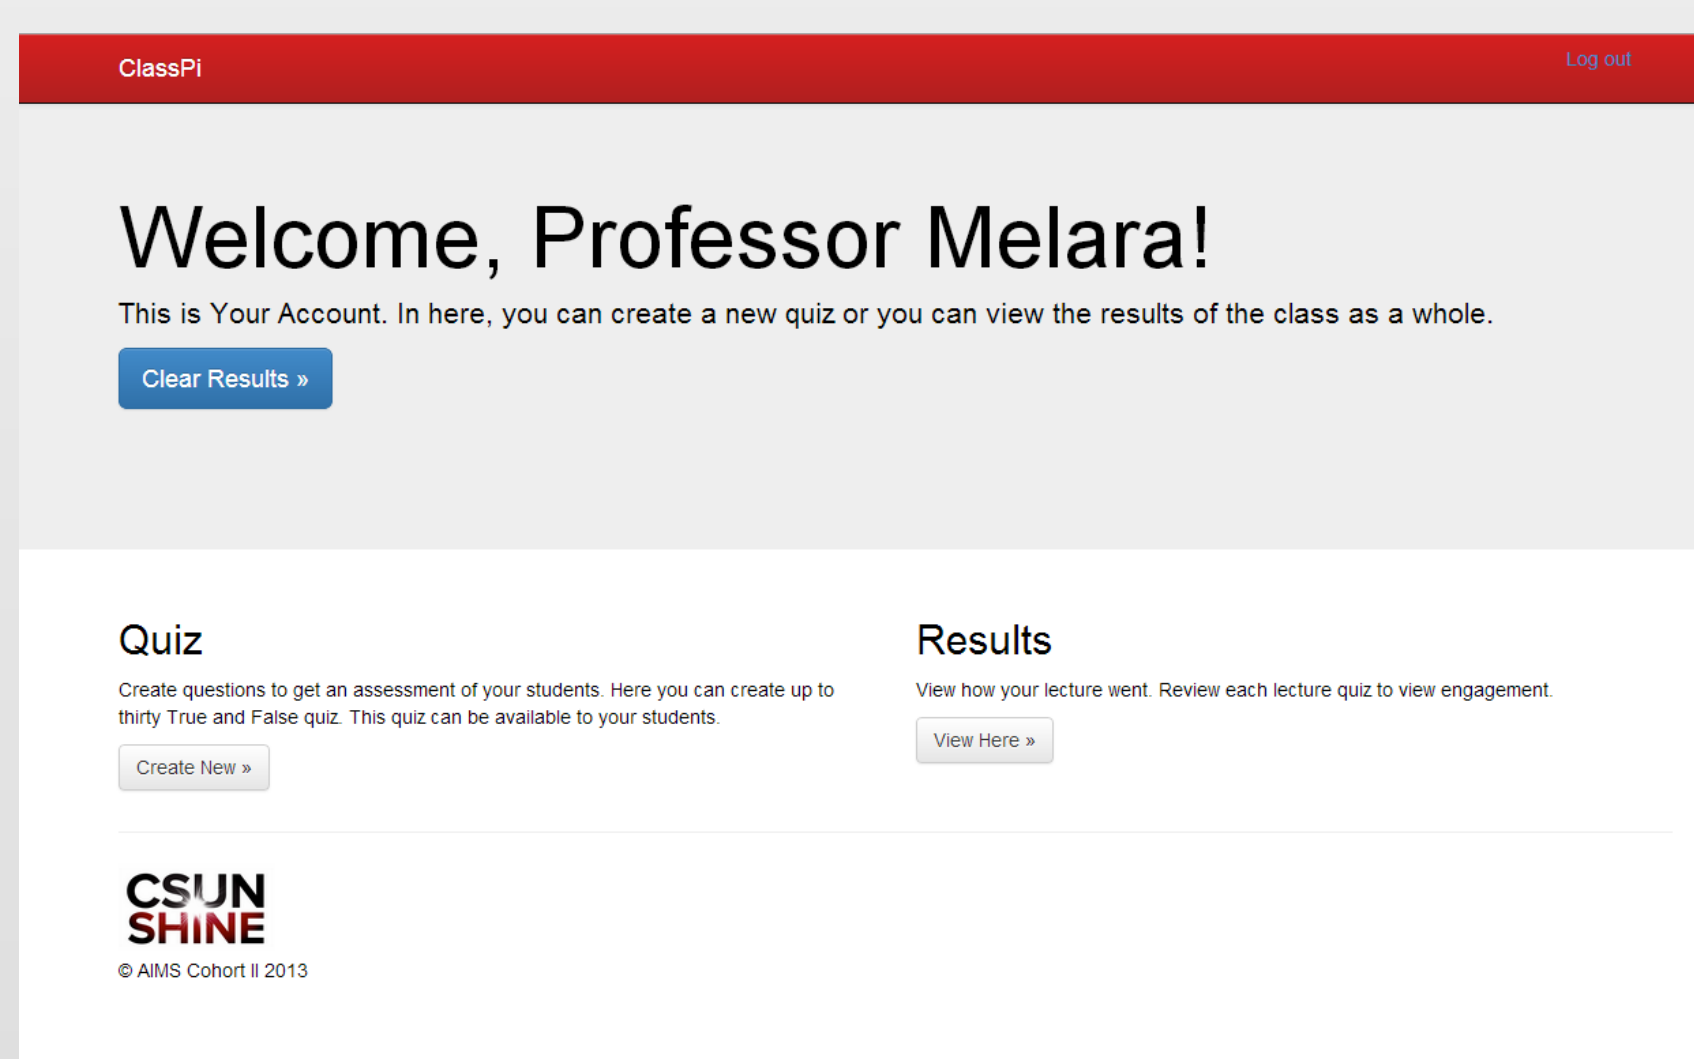 ClassPi
Log out
Welcome, Professor Melara!
This is Your Account. In here, you can create a new quiz or you can view the results of the class as a whole.
Clear Results »
Quiz
Create questions to get an assessment of your students. Here you can create up to
thirty True and False quiz. This quiz can be available to your students.
Create New »
Results
View how your lecture went. Review each lecture quiz to view engagement.
View Here »
CSUN
SHINE
© AIMS Cohort II 2013